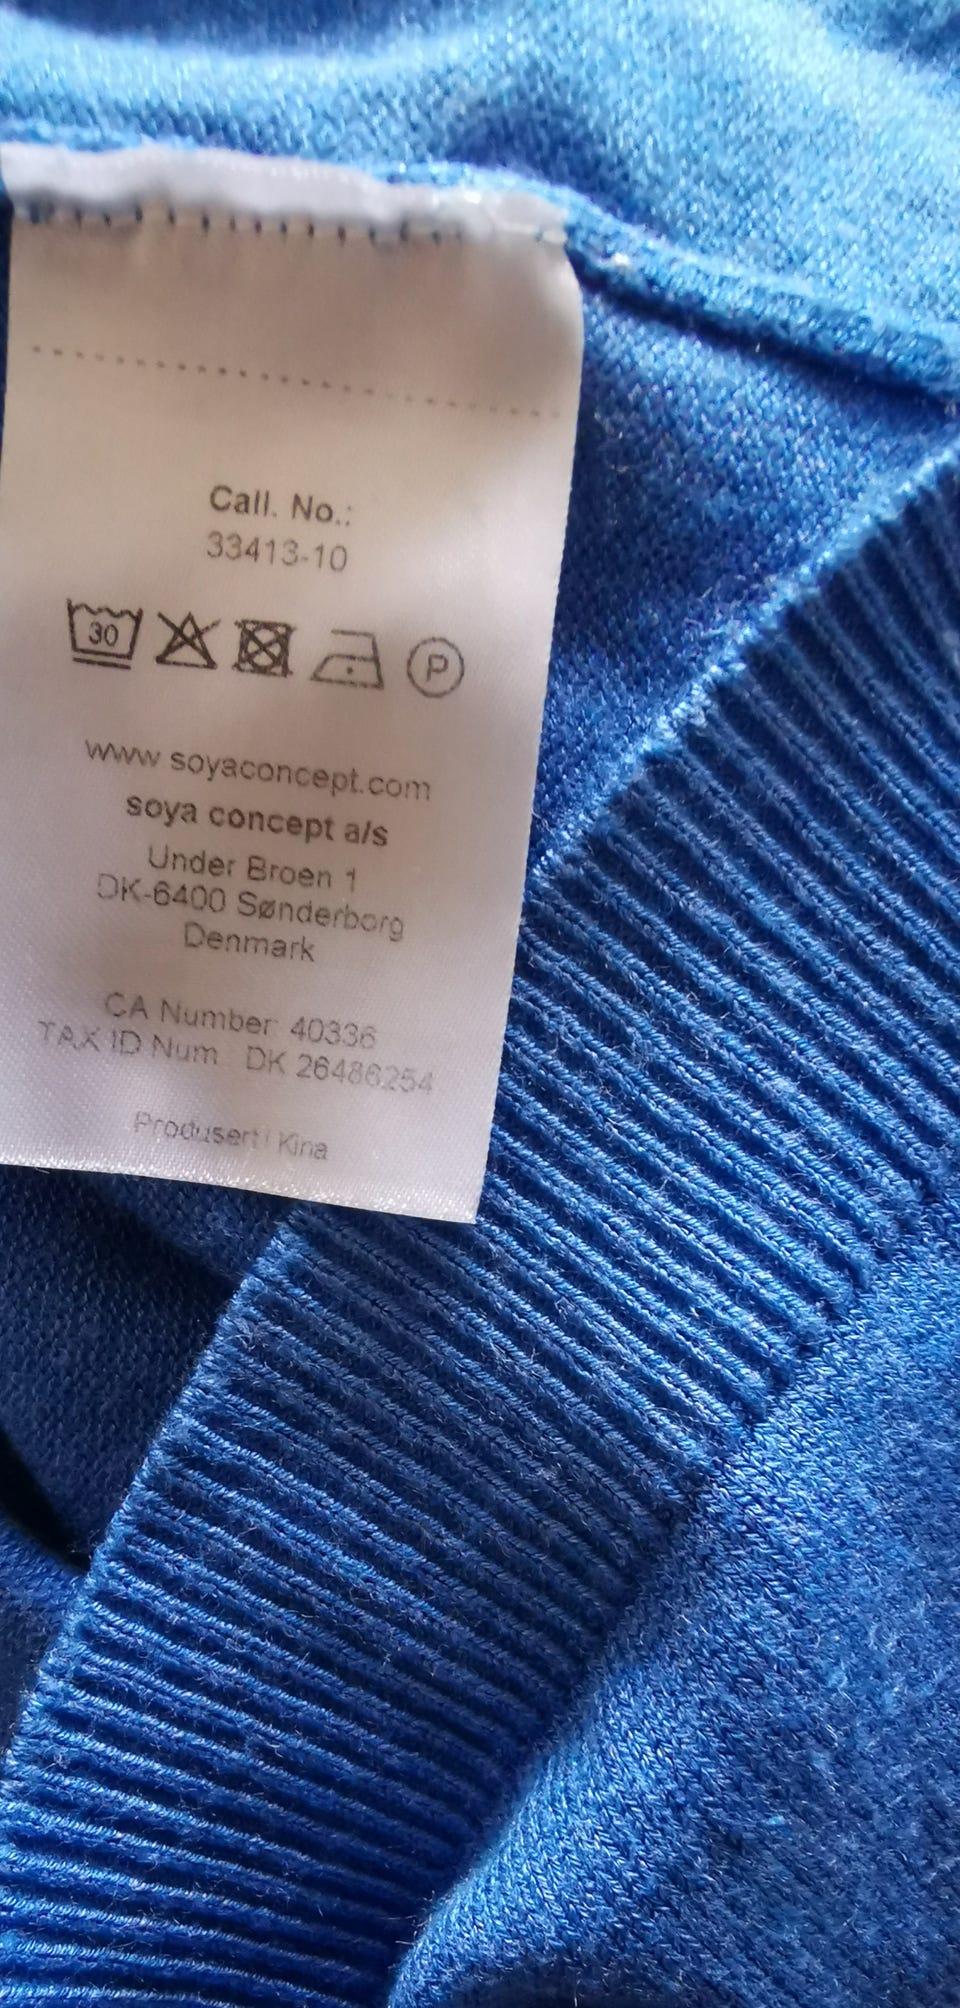 Call. No.:
33413-10
30 P
www.soyaconcept.com
soya concept a/s
Under Broen 1
DK-6400 Sønderborg
Denmark
CA Number: 40336
TAX ID Num DK 26486254
Produsert i Kina